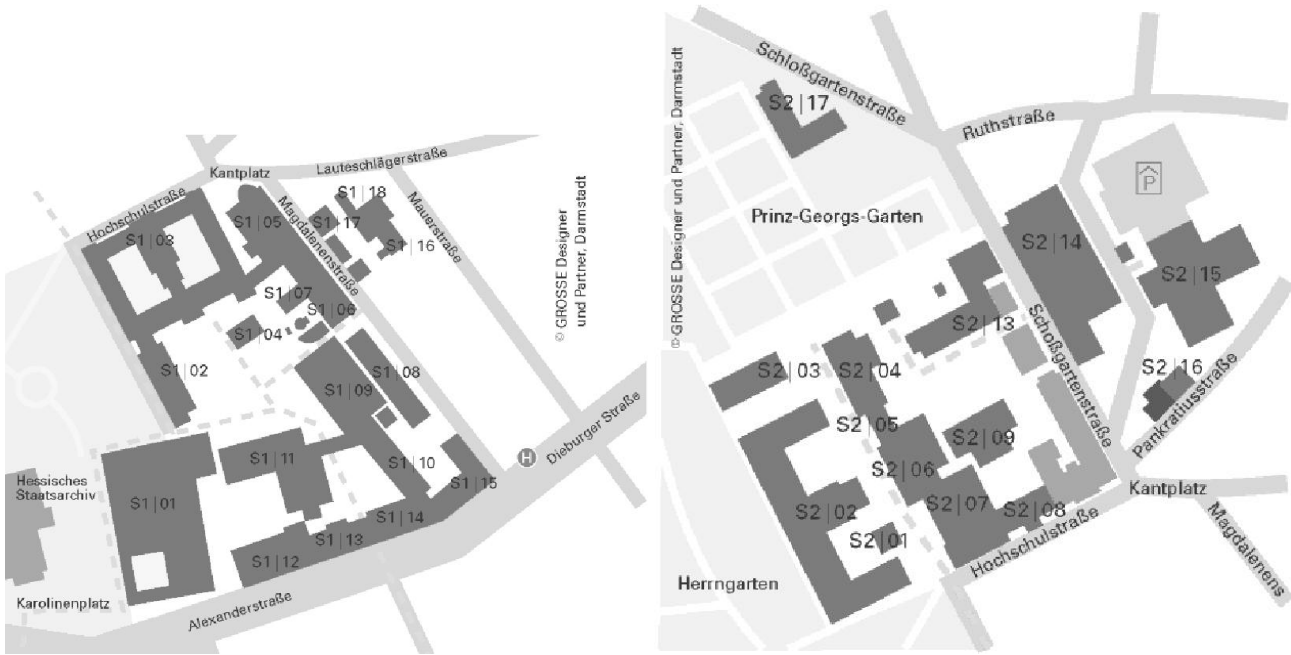 Lauteschlägerstraße
Kantplatz
Hochschulstraße
S1|18
S1|17
S1|05
S1|03
S1|16
Magdalenenstraße
Mauerstraße
S1|07
S1|06
S1|04
S1|02
S1|08
S1|09
© GROSSE Designer
und Partner, Darmstadt
S1|11
S1|10
S1|15
H
Dieburger Straße
Hessisches
Staatsarchiv
S1|01
S1|14
S1|13
S1|12
Karolinenplatz
Alexanderstraße
© GROSSE Designer und Partner, Darmstadt
Schloßgartenstraße
S2|17
Ruthstraße
P
Prinz-Georgs-Garten
S2|14
S2|15
S2|13
Schoßgartenstraße
S2|03
S2|04
S2|16
Pankratiusstraße
S2|05
S2|09
S2|06
Kantplatz
S2|02
S2|07
S2|08
S2|01
Hochschulstraße
Magdalenens
Herrngarten